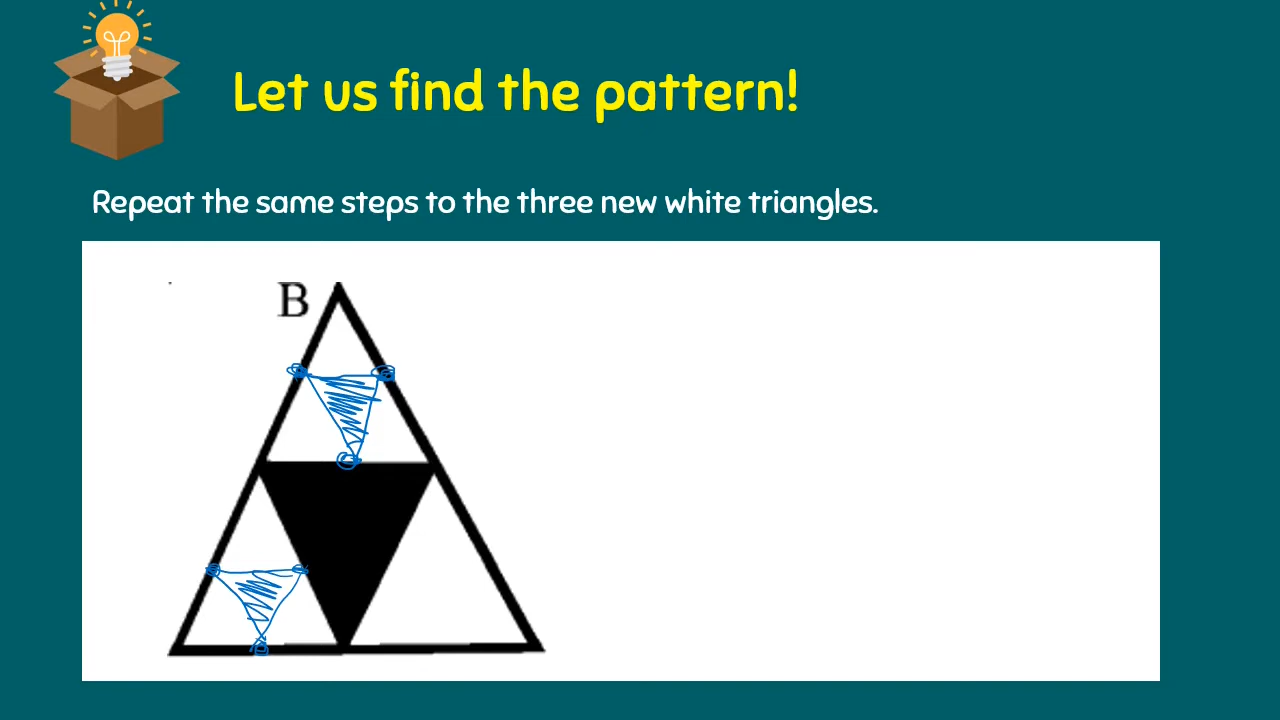 Let us find the pattern!
Repeat the same steps to the three new white triangles.
B